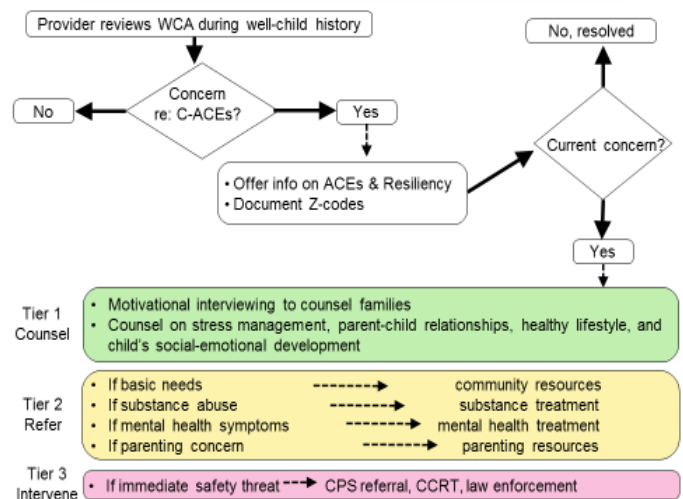 Provider reviews WCA during well-child history
No, resolved
Concern
re: C-ACEs?
No
Yes
Current concern?
• Offer info on ACEs & Resiliency
• Document Z-codes
Yes
Tier 1
Counsel
• Motivational interviewing to counsel families
• Counsel on stress management, parent-child relationships, healthy lifestyle, and
child's social-emotional development
Tier 2
Refer
• If basic needs community resources
• If substance abuse substance treatment
• If mental health symptoms mental health treatment
• If parenting concern parenting resources
Tier 3
Intervene
• If immediate safety threat CPS referral, CCRT, law enforcement